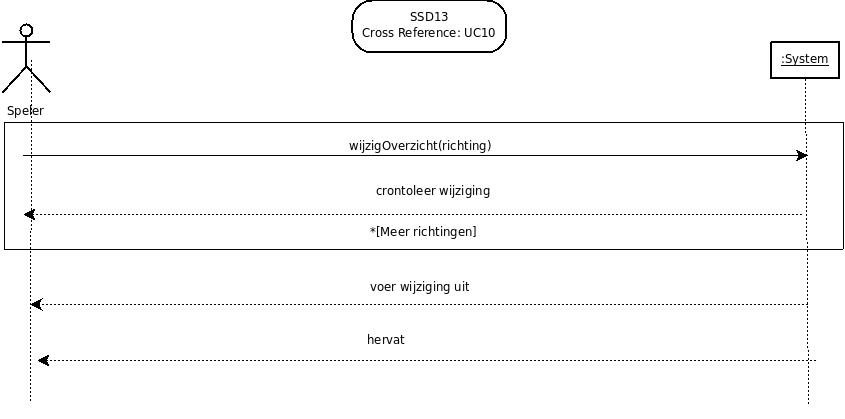 SSD13
Cross Reference: UC10
:System
Speler
wijzigOverzicht(richting)
crontoleer wijziging
*[Meer richtingen]
voer wijziging uit
hervat